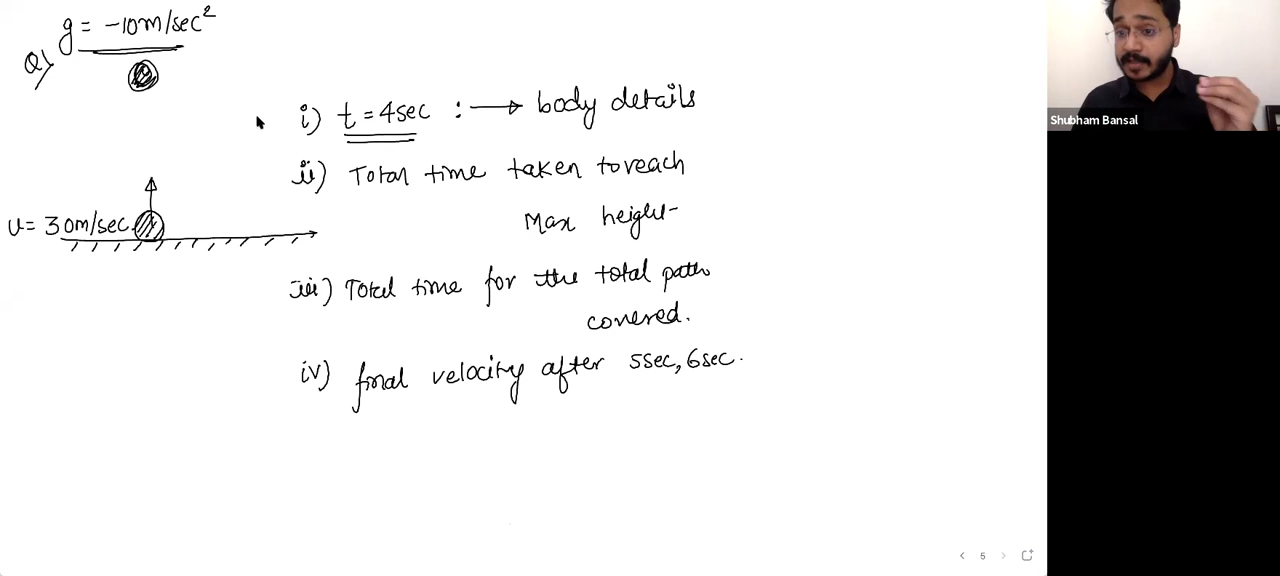 g = -10m/sec²
Q)
i) t = 4sec : → body details
ii) Total time taken to reach
Max height
u = 30m/sec
iii) Total time for the total path
covered.
iv) final velocity after 5sec, 6sec.
Shubham Bansal
5